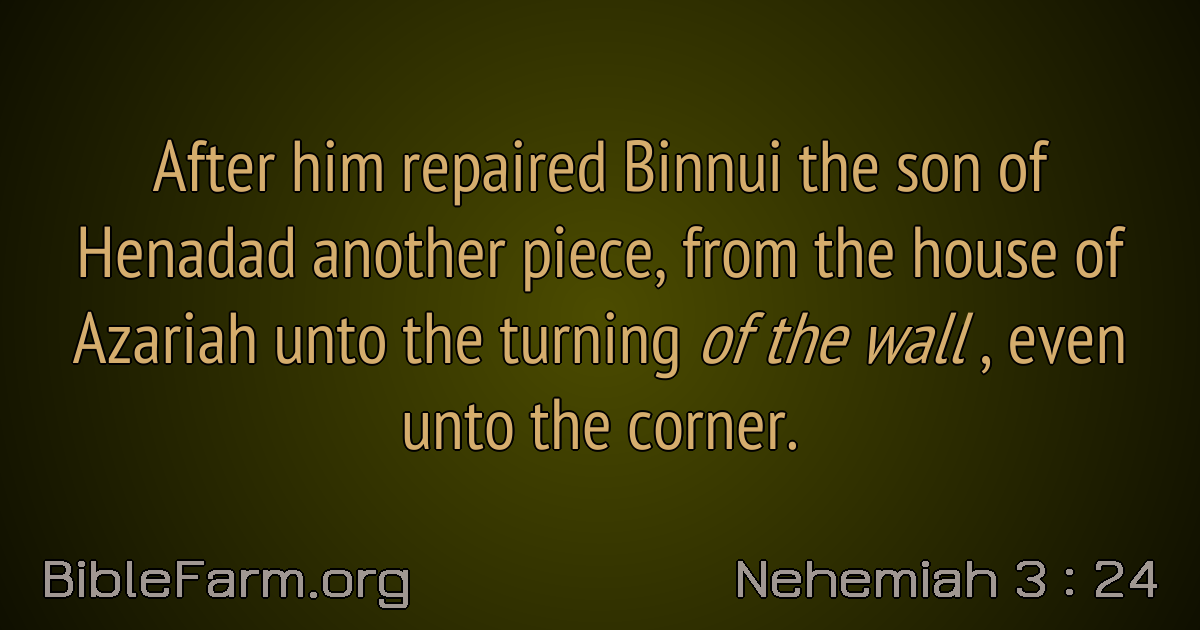 After him repaired Binnui the son of
Henadad another piece, from the house of
Azariah unto the turning of the wall , even
unto the corner.
BibleFarm.org
Nehemiah 3 : 24